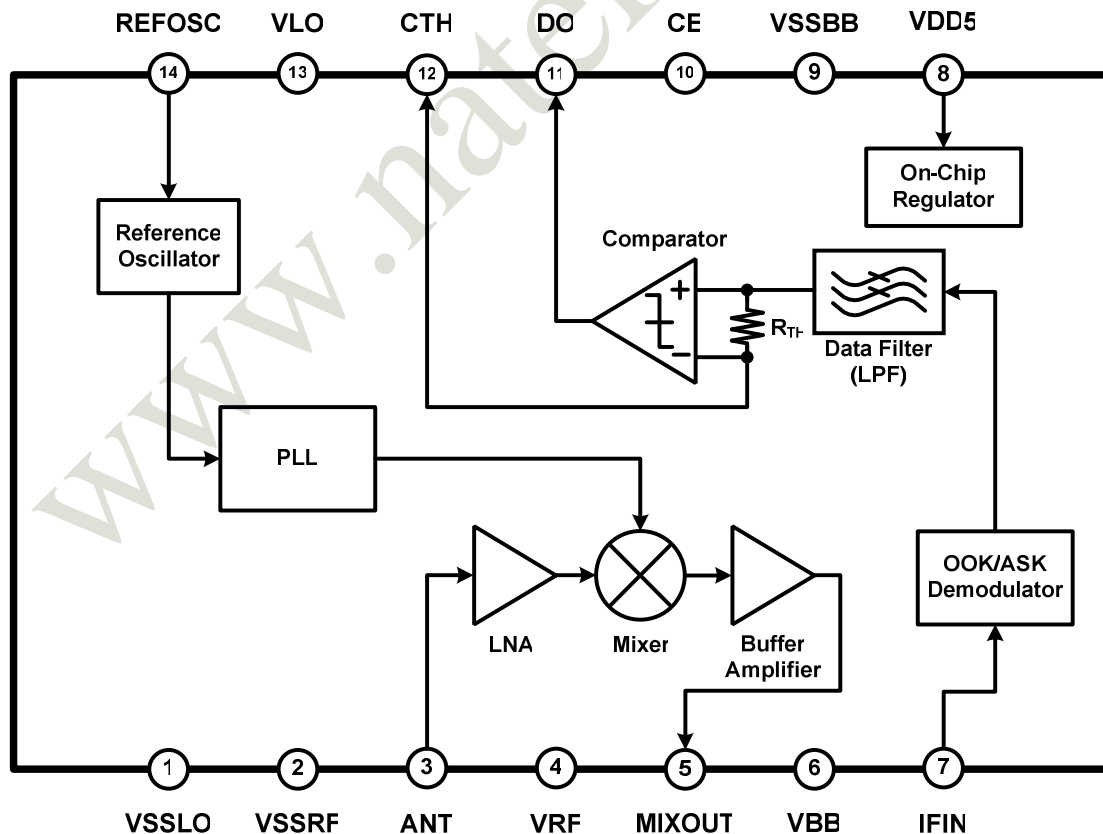 REFOSC VLO CTH DO CE VSSBB VDD5
14 13 12 11 10 9 8
On-Chip
Regulator
Reference
Oscillator
Comparator
+
−
RTH
Data Filter
(LPF)
PLL
OOK/ASK
Demodulator
LNA
Mixer
Buffer
Amplifier
1 2 3 4 5 6 7
VSSLO VSSRF ANT VRF MIXOUT VBB IFIN